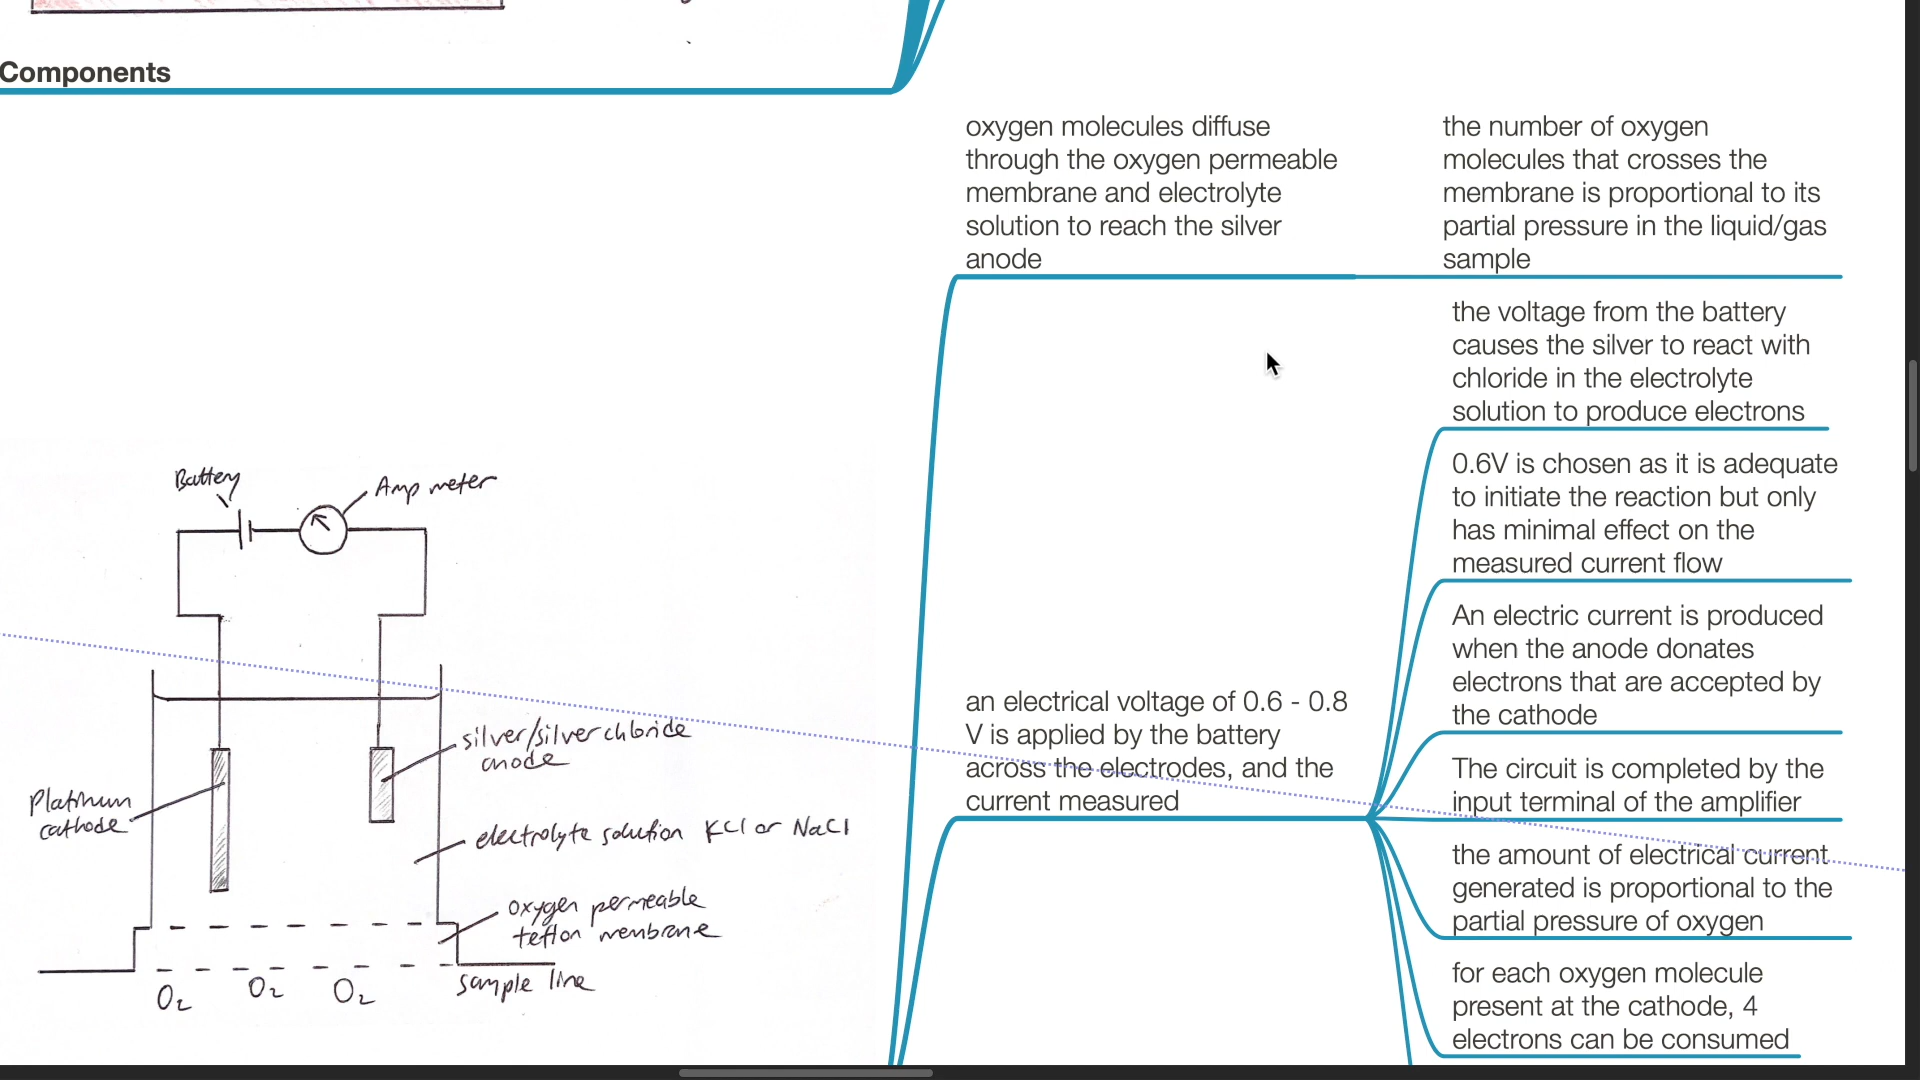 Components
oxygen molecules diffuse
through the oxygen permeable
membrane and electrolyte
solution to reach the silver
anode
the number of oxygen
molecules that crosses the
membrane is proportional to its
partial pressure in the liquid/gas
sample
the voltage from the battery
causes the silver to react with
chloride in the electrolyte
solution to produce electrons
0.6V is chosen as it is adequate
to initiate the reaction but only
has minimal effect on the
measured current flow
An electric current is produced
when the anode donates
electrons that are accepted by
the cathode
an electrical voltage of 0.6 - 0.8
V is applied by the battery
across the electrodes, and the
current measured
The circuit is completed by the
input terminal of the amplifier
the amount of electrical current
generated is proportional to the
partial pressure of oxygen
for each oxygen molecule
present at the cathode, 4
electrons can be consumed
Battery
Amp meter
silver/silver chloride
anode
Platinum
cathode
electrolyte solution KCl or NaCl
oxygen permeable
teflon membrane
sample line
O2 O2 O2